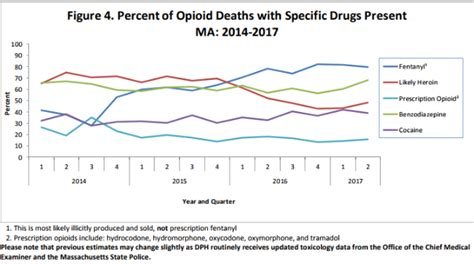 Figure 4. Percent of Opioid Deaths with Specific Drugs Present
MA: 2014-2017
100
90
80
70
60
50
40
30
20
10
0
Percent
1 2 3 4 1 2 3 4 1 2 3 4 1 2
2014 2015 2016 2017
Year and Quarter
Fentanyl¹
Likely Heroin
Prescription Opioid²
Benzodiazepine
Cocaine
1. This is most likely illicitly produced and sold, not prescription fentanyl
2. Prescription opioids include: hydrocodone, hydromorphone, oxycodone, oxymorphone, and tramadol
Please note that previous estimates may change slightly as DPH routinely receives updated toxicology data from the Office of the Chief Medical
Examiner and the Massachusetts State Police.